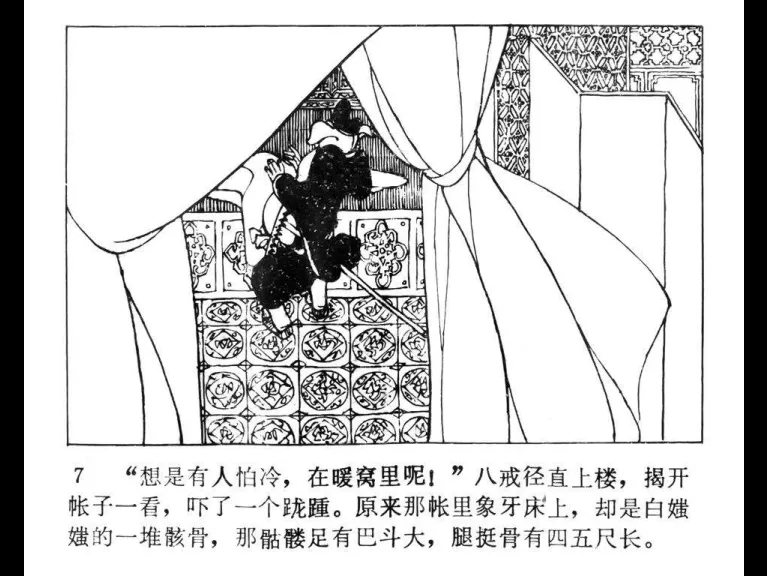 7 “想是有人怕冷，在暖窝里呢！”八戒径直上楼，揭开
帐子一看，吓了一个跋踵。原来那帐里象牙床上，却是白媸
媸的一堆骸骨，那骷髅足有巴斗大，腿挺骨有四五尺长。